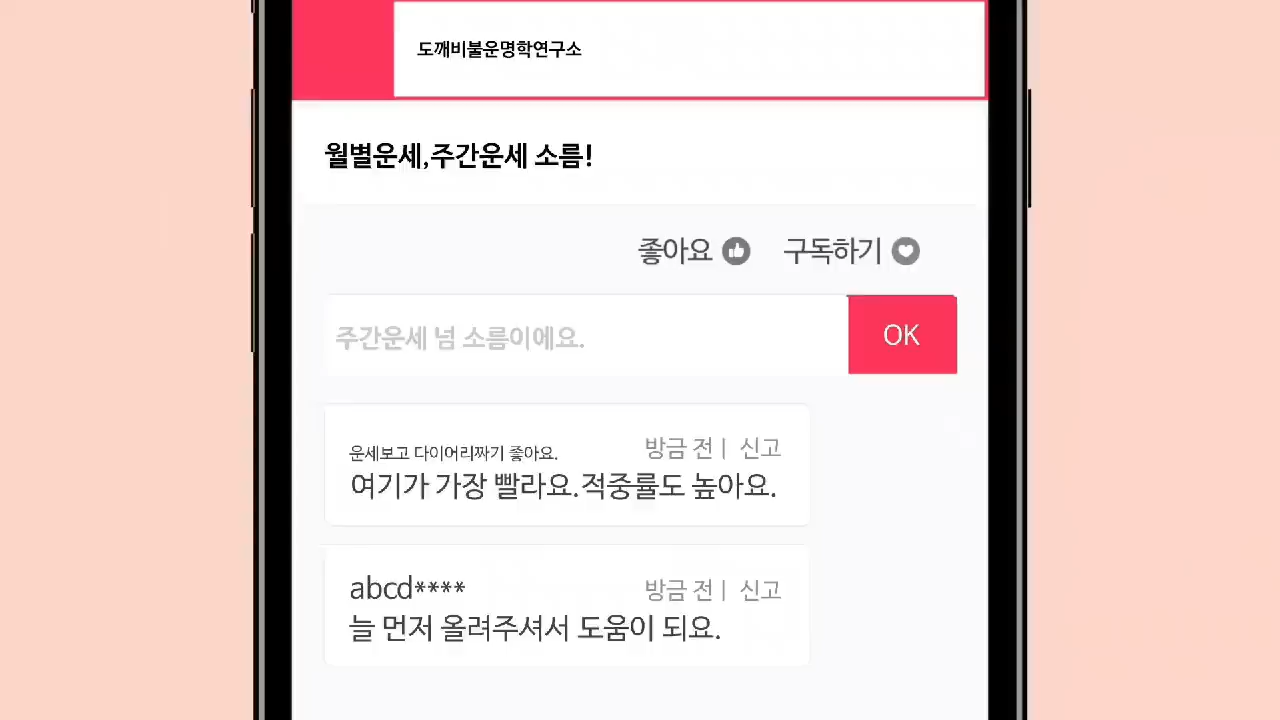 도깨비불운명학연구소
월별운세,주간운세 소름!
좋아요 구독하기
주간운세 넘 소름이에요. OK
운세보고 다이어리짜기 좋아요. 방금 전 | 신고
여기가 가장 빨라요.적중률도 높아요.
abcd**** 방금 전 | 신고
늘 먼저 올려주셔서 도움이 되요.